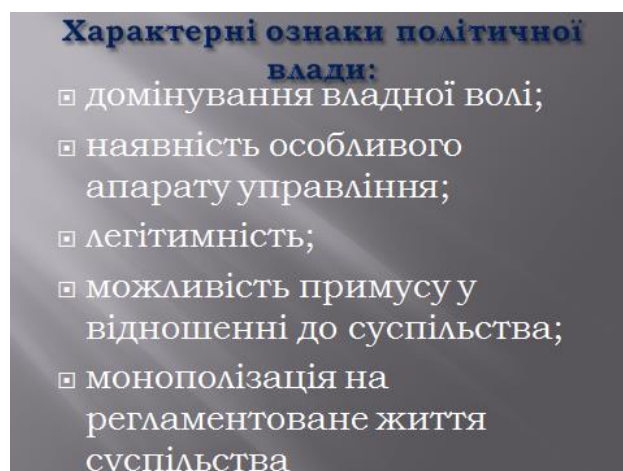 Характерні ознаки політичної
влади:
домінування владної волі;
наявність особливого
апарату управління;
легітимність;
можливість примусу у
відношенні до суспільства;
монополізація на
регламентоване життя
суспільства